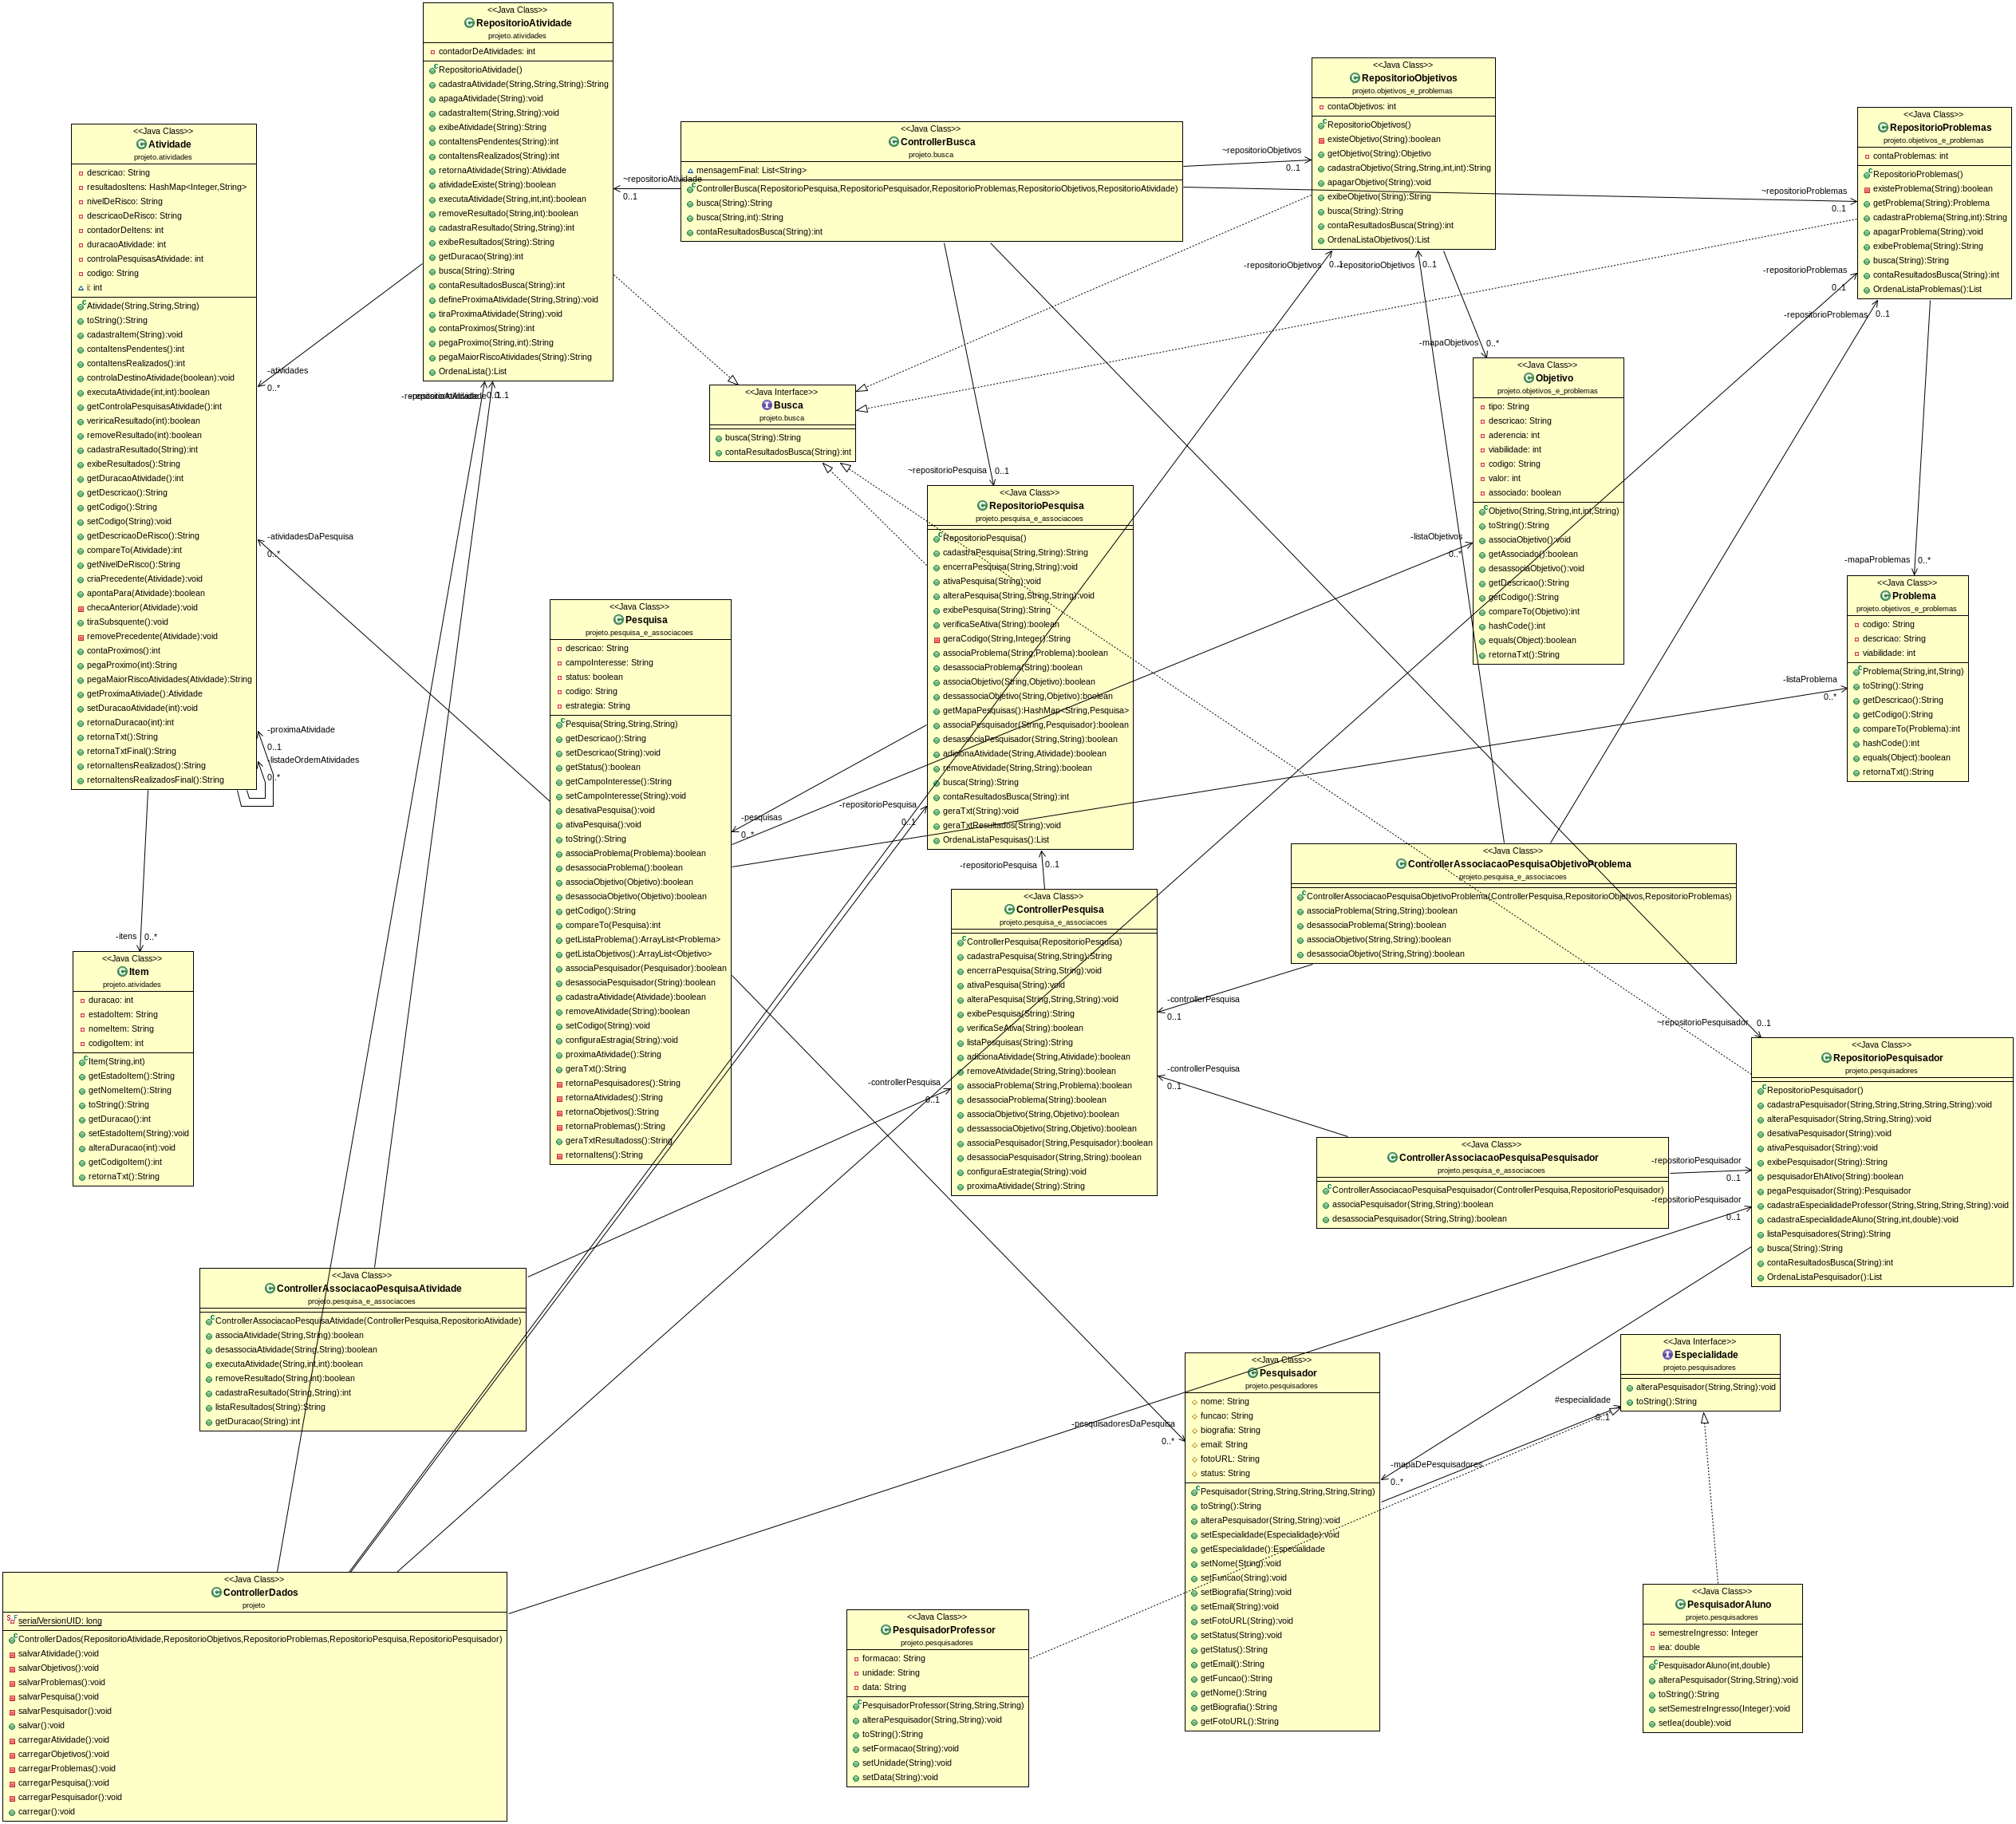 <<Java Class>>
RepositorioAtividade
projeto.atividades
contadorDeAtividades: int
RepositorioAtividade()
cadastraAtividade(String,String,String):String
apagaAtividade(String):void
cadastraItem(String,String):void
exibeAtividade(String):String
contaItensPendentes(String):int
contaItensRealizados(String):int
retornaAtividade(String):Atividade
atividadeExiste(String):boolean
executaAtividade(String,int,int):boolean
removeResultado(String,int):boolean
cadastraResultado(String,String):int
exibeResultados(String):String
getDuracao(String):int
busca(String):String
contaResultadosBusca(String):int
defineProximaAtividade(String,String):void
tiraProximaAtividade(String):void
contaProximos(String):int
pegaProximo(String,int):String
pegaMaiorRiscoAtividades(String):String
OrdenaLista():List
<<Java Class>>
Atividade
projeto.atividades
descricao: String
resultadosItens: HashMap<Integer,String>
nivelDeRisco: String
descricaoDeRisco: String
contadorDeItens: int
duracaoAtividade: int
controlaPesquisasAtividade: int
codigo: String
i: int
Atividade(String,String,String)
toString():String
cadastraItem(String):void
contaItensPendentes():int
contaItensRealizados():int
controlaDestinoAtividade(boolean):void
executaAtividade(int,int):boolean
getControlaPesquisasAtividade():int
veriricaResultado(int):boolean
removeResultado(int):boolean
cadastraResultado(String):int
exibeResultados():String
getDuracaoAtividade():int
getDescricao():String
getCodigo():String
setCodigo(String):void
getDescricaoDeRisco():String
compareTo(Atividade):int
getNivelDeRisco():String
criaPrecedente(Atividade):void
apontaPara(Atividade):boolean
checaAnterior(Atividade):void
tiraSubsquente():void
removePrecedente(Atividade):void
contaProximos():int
pegaProximo(int):String
pegaMaiorRiscoAtividades(Atividade):String
getProximaAtiviade():Atividade
setDuracaoAtividade(int):void
retornaDuracao(int):int
retornaTxt():String
retornaTxtFinal():String
retornaItensRealizados():String
retornaItensRealizadosFinal():String
<<Java Class>>
ControllerBusca
projeto.busca
mensagemFinal: List<String>
ControllerBusca(RepositorioPesquisa,RepositorioPesquisador,RepositorioProblemas,RepositorioObjetivos,RepositorioAtividade)
busca(String):String
busca(String,int):String
contaResultadosBusca(String):int
<<Java Class>>
RepositorioObjetivos
projeto.objetivos_e_problemas
contaObjetivos: int
RepositorioObjetivos()
existeObjetivo(String):boolean
getObjetivo(String):Objetivo
cadastraObjetivo(String,String,int,int):String
apagarObjetivo(String):void
exibeObjetivo(String):String
busca(String):String
contaResultadosBusca(String):int
OrdenaListaObjetivos():List
<<Java Class>>
RepositorioProblemas
projeto.objetivos_e_problemas
contaProblemas: int
RepositorioProblemas()
existeProblema(String):boolean
getProblema(String):Problema
cadastraProblema(String,int):String
apagarProblema(String):void
exibeProblema(String):String
busca(String):String
contaResultadosBusca(String):int
OrdenaListaProblemas():List
~repositorioObjetivos
0..1
~repositorioAtividade
0..1
~repositorioProblemas
0..1
-repositorioObjetivos
0..1
-repositorioObjetivos
0..1
-repositorioProblemas
0..1
-repositorioProblemas
0..1
-atividades
0..*
-repositorioAtividade
0..1
-mapaObjetivos
0..*
<<Java Interface>>
Busca
projeto.busca
busca(String):String
contaResultadosBusca(String):int
<<Java Class>>
Objetivo
projeto.objetivos_e_problemas
tipo: String
descricao: String
aderencia: int
viabilidade: int
codigo: String
valor: int
associado: boolean
Objetivo(String,String,int,int,String)
toString():String
associaObjetivo():void
getAssociado():boolean
desassociaObjetivo():void
getDescricao():String
getCodigo():String
compareTo(Objetivo):int
hashCode():int
equals(Object):boolean
retornaTxt():String
~repositorioPesquisa
0..1
<<Java Class>>
RepositorioPesquisa
projeto.pesquisa_e_associacoes
RepositorioPesquisa()
cadastraPesquisa(String,String):String
encerraPesquisa(String,String):void
ativaPesquisa(String):void
alteraPesquisa(String,String,String):void
exibePesquisa(String):String
verificaSeAtiva(String):boolean
geraCodigo(String,Integer):String
associaProblema(String,Problema):boolean
desassociaProblema(String):boolean
associaObjetivo(String,Objetivo):boolean
dessassociaObjetivo(String,Objetivo):boolean
getMapaPesquisas():HashMap<String,Pesquisa>
associaPesquisador(String,Pesquisador):boolean
desassociaPesquisador(String,String):boolean
adicionaAtividade(String,Atividade):boolean
removeAtividade(String,String):boolean
busca(String):String
contaResultadosBusca(String):int
geraTxt(String):void
geraTxtResultados(String):void
OrdenaListaPesquisas():List
-atividadesDaPesquisa
0..*
-listaObjetivos
0..*
-mapaProblemas
0..*
<<Java Class>>
Problema
projeto.objetivos_e_problemas
codigo: String
descricao: String
viabilidade: int
Problema(String,int,String)
toString():String
getDescricao():String
getCodigo():String
compareTo(Problema):int
hashCode():int
equals(Object):boolean
retornaTxt():String
<<Java Class>>
Pesquisa
projeto.pesquisa_e_associacoes
descricao: String
campoInteresse: String
status: boolean
codigo: String
estrategia: String
Pesquisa(String,String,String)
getDescricao():String
setDescricao(String):void
getStatus():boolean
getCampoInteresse():String
setCampoInteresse(String):void
desativaPesquisa():void
ativaPesquisa():void
toString():String
associaProblema(Problema):boolean
desassociaProblema():boolean
associaObjetivo(Objetivo):boolean
desassociaObjetivo(Objetivo):boolean
getCodigo():String
compareTo(Pesquisa):int
getListaProblema():ArrayList<Problema>
getListaObjetivos():ArrayList<Objetivo>
associaPesquisador(Pesquisador):boolean
desassociaPesquisador(String):boolean
cadastraAtividade(Atividade):boolean
removeAtividade(String):boolean
setCodigo(String):void
configuraEstragia(String):void
proximaAtividade():String
geraTxt():String
retornaPesquisadores():String
retornaAtividades():String
retornaObjetivos():String
retornaProblemas():String
geraTxtResultadoss():String
retornaItens():String
-listaProblema
0..*
-proximaAtividade
0..1
-listadeOrdemAtividades
0..*
-pesquisas
0..*
-repositorioPesquisa
0..1
-repositorioPesquisa
0..1
<<Java Class>>
ControllerAssociacaoPesquisaObjetivoProblema
projeto.pesquisa_e_associacoes
ControllerAssociacaoPesquisaObjetivoProblema(ControllerPesquisa,RepositorioObjetivos,RepositorioProblemas)
associaProblema(String,String):boolean
desassociaProblema(String):boolean
associaObjetivo(String,String):boolean
desassociaObjetivo(String,String):boolean
<<Java Class>>
ControllerPesquisa
projeto.pesquisa_e_associacoes
ControllerPesquisa(RepositorioPesquisa)
cadastraPesquisa(String,String):String
encerraPesquisa(String,String):void
ativaPesquisa(String):void
alteraPesquisa(String,String,String):void
exibePesquisa(String):String
verificaSeAtiva(String):boolean
listaPesquisas(String):String
adicionaAtividade(String,Atividade):boolean
removeAtividade(String,String):boolean
associaProblema(String,Problema):boolean
desassociaProblema(String):boolean
associaObjetivo(String,Objetivo):boolean
dessassociaObjetivo(String,Objetivo):boolean
associaPesquisador(String,Pesquisador):boolean
desassociaPesquisador(String,String):boolean
configuraEstrategia(String):void
proximaAtividade(String):String
-itens
0..*
<<Java Class>>
Item
projeto.atividades
duracao: int
estadoItem: String
nomeItem: String
codigoItem: int
Item(String,int)
getEstadoItem():String
getNomeItem():String
toString():String
getDuracao():int
setEstadoItem(String):void
alteraDuracao(int):void
getCodigoItem():int
retornaTxt():String
-controllerPesquisa
0..1
-controllerPesquisa
0..1
-controllerPesquisa
0..1
~repositorioPesquisador
0..1
<<Java Class>>
RepositorioPesquisador
projeto.pesquisadores
RepositorioPesquisador()
cadastraPesquisador(String,String,String,String,String):void
alteraPesquisador(String,String,String):void
desativaPesquisador(String):void
ativaPesquisador(String):void
exibePesquisador(String):String
pesquisadorEhAtivo(String):boolean
pegaPesquisador(String):Pesquisador
cadastraEspecialidadeProfessor(String,String,String,String):void
cadastraEspecialidadeAluno(String,int,double):void
listaPesquisadores(String):String
busca(String):String
contaResultadosBusca(String):int
OrdenaListaPesquisador():List
<<Java Class>>
ControllerAssociacaoPesquisaPesquisador
projeto.pesquisa_e_associacoes
ControllerAssociacaoPesquisaPesquisador(ControllerPesquisa,RepositorioPesquisador)
associaPesquisador(String,String):boolean
desassociaPesquisador(String,String):boolean
-repositorioPesquisador
0..1
-repositorioPesquisador
0..1
<<Java Class>>
ControllerAssociacaoPesquisaAtividade
projeto.pesquisa_e_associacoes
ControllerAssociacaoPesquisaAtividade(ControllerPesquisa,RepositorioAtividade)
associaAtividade(String,String):boolean
desassociaAtividade(String,String):boolean
executaAtividade(String,int,int):boolean
removeResultado(String,int):boolean
cadastraResultado(String,String):int
listaResultados(String):String
getDuracao(String):int
<<Java Interface>>
Especialidade
projeto.pesquisadores
alteraPesquisador(String,String):void
toString():String
#especialidade
0..1
-pesquisadoresDaPesquisa
0..*
-mapaDePesquisadores
0..*
<<Java Class>>
Pesquisador
projeto.pesquisadores
nome: String
funcao: String
biografia: String
email: String
fotoURL: String
status: String
Pesquisador(String,String,String,String,String)
toString():String
alteraPesquisador(String,String):void
setEspecialidade(Especialidade):void
getEspecialidade():Especialidade
setNome(String):void
setFuncao(String):void
setBiografia(String):void
setEmail(String):void
setFotoURL(String):void
setStatus(String):void
getStatus():String
getEmail():String
getFuncao():String
getNome():String
getBiografia():String
getFotoURL():String
<<Java Class>>
ControllerDados
projeto
serialVersionUID: long
ControllerDados(RepositorioAtividade,RepositorioObjetivos,RepositorioProblemas,RepositorioPesquisa,RepositorioPesquisador)
salvarAtividade():void
salvarObjetivos():void
salvarProblemas():void
salvarPesquisa():void
salvarPesquisador():void
salvar():void
carregarAtividade():void
carregarObjetivos():void
carregarProblemas():void
carregarPesquisa():void
carregarPesquisador():void
carregar():void
<<Java Class>>
PesquisadorProfessor
projeto.pesquisadores
formacao: String
unidade: String
data: String
PesquisadorProfessor(String,String,String)
alteraPesquisador(String,String):void
toString():String
setFormacao(String):void
setUnidade(String):void
setData(String):void
<<Java Class>>
PesquisadorAluno
projeto.pesquisadores
semestreIngresso: Integer
iea: double
PesquisadorAluno(int,double)
alteraPesquisador(String,String):void
toString():String
setSemestreIngresso(Integer):void
setIea(double):void